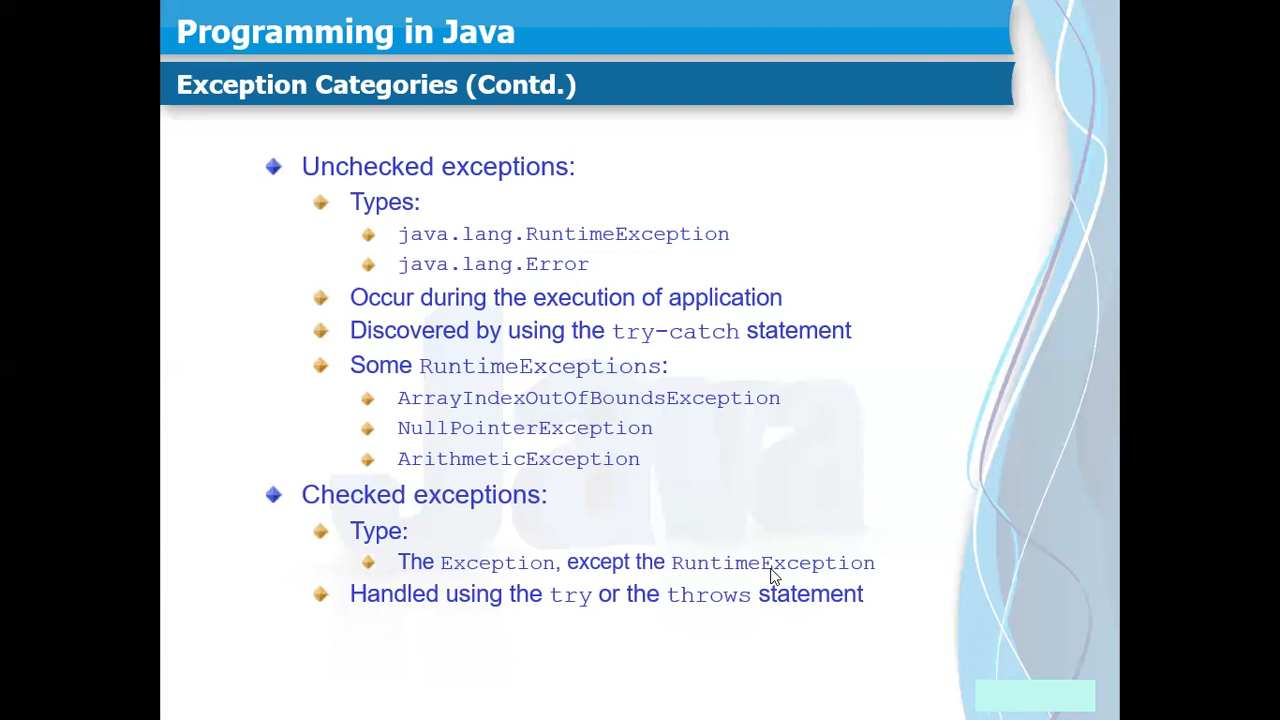 Programming in Java
Exception Categories (Contd.)
Unchecked exceptions:
Types:
java.lang.RuntimeException
java.lang.Error
Occur during the execution of application
Discovered by using the try-catch statement
Some RuntimeExceptions:
ArrayIndexOutOfBoundsException
NullPointerException
ArithmeticException
Checked exceptions:
Type:
The Exception, except the RuntimeException
Handled using the try or the throws statement
Java